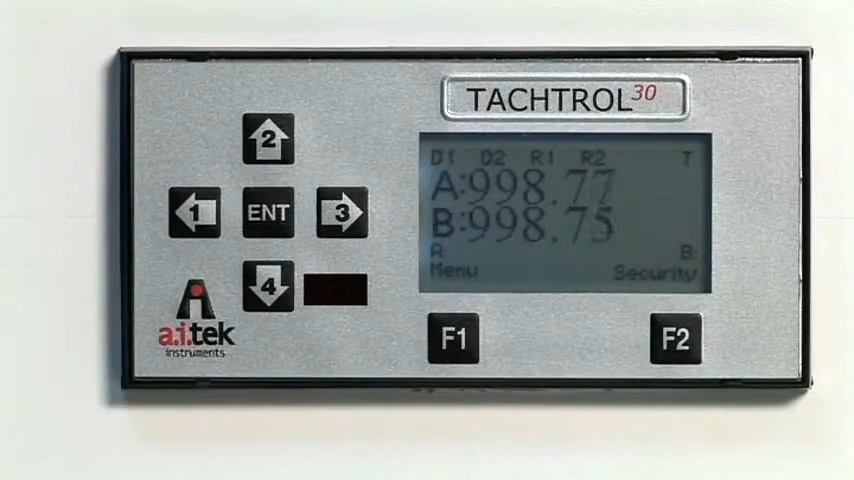 TACHTROL30
D1 D2 R1 R2 T
A:998.77
B:998.75
A: B:
Menu Security
2
1 ENT 3
4
F1 F2
a.i.tek
instruments